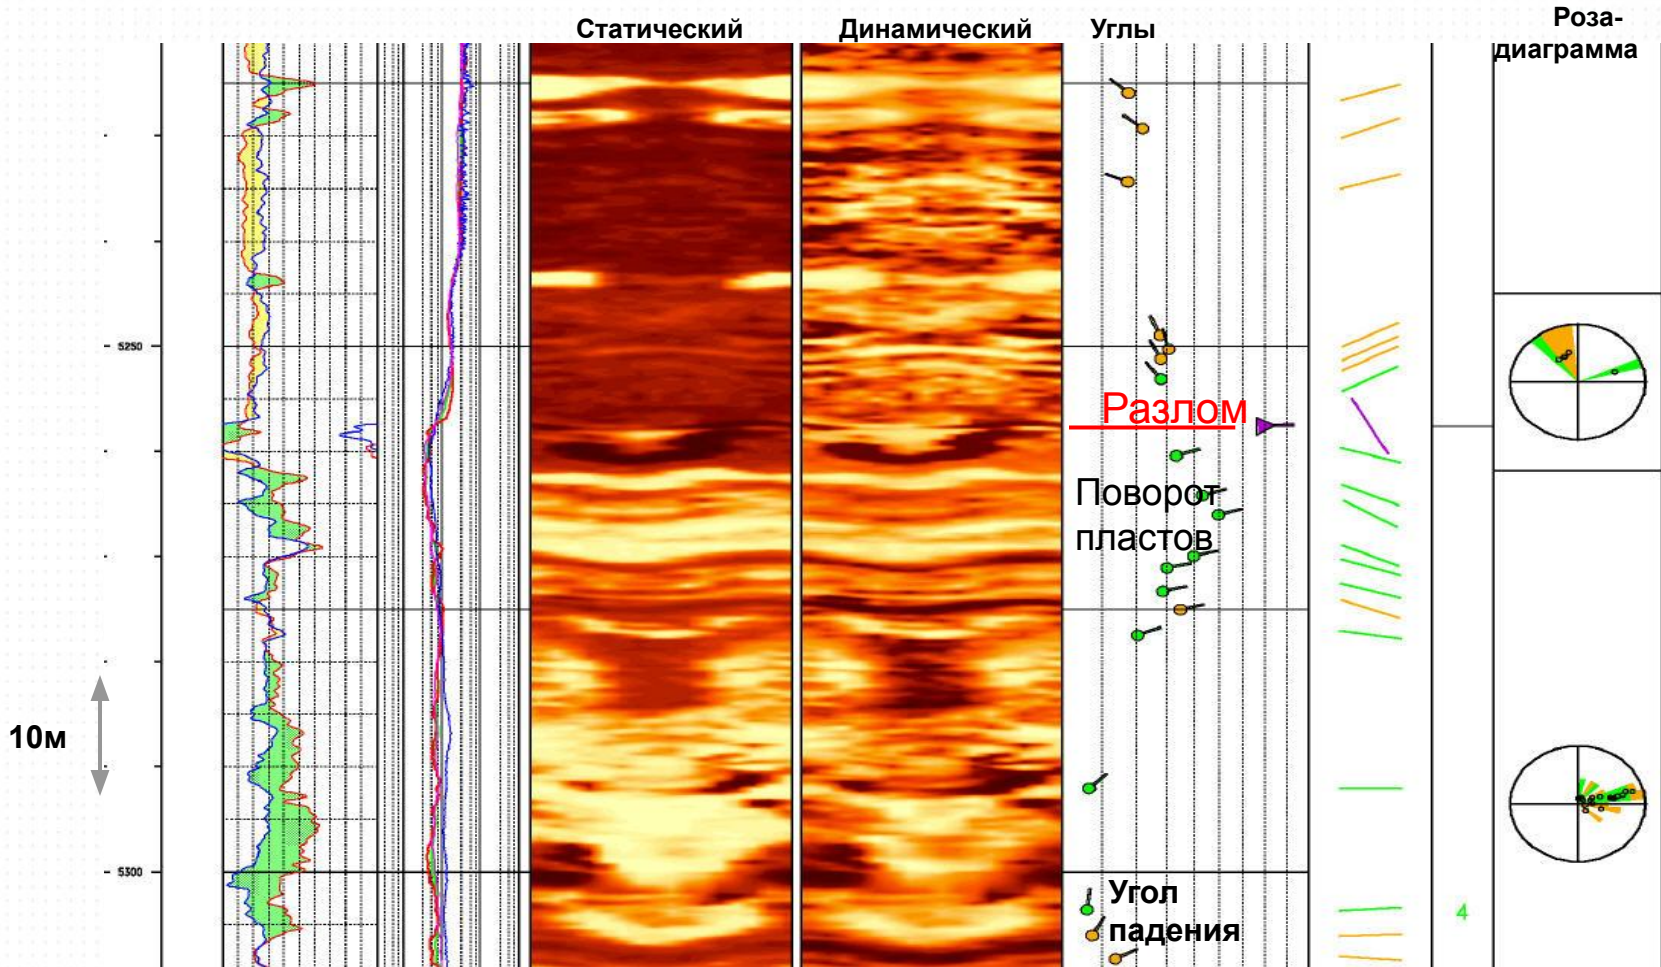 Статический
Динамический
Углы
Роза-
диаграмма
5250
Разлом
Поворот
пластов
10м
5300
Угол
падения
4